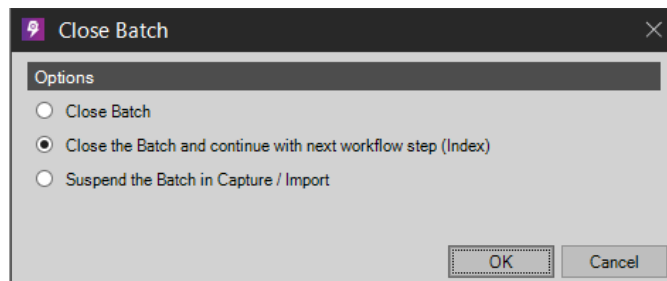 Close Batch
Options
Close Batch
Close the Batch and continue with next workflow step (Index)
Suspend the Batch in Capture / Import
OK Cancel